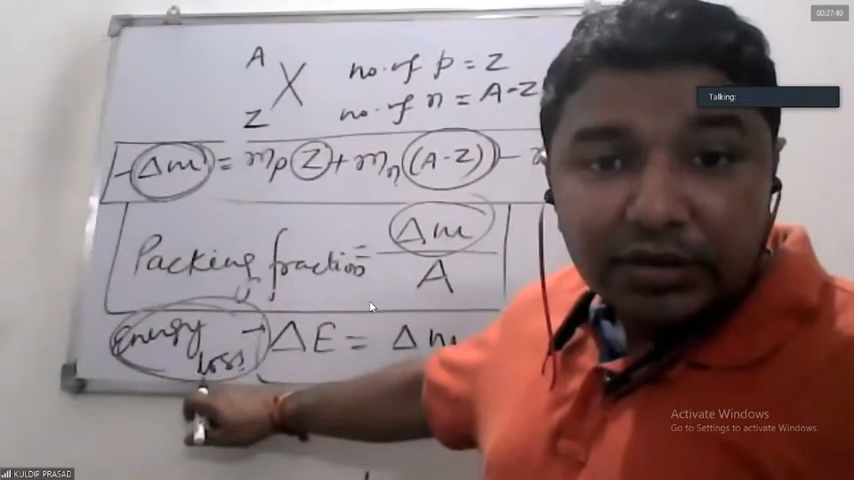 00:27:49
A
X
Z
no. of p = Z
no. of n = A-Z
Talking:
-Δm = mp Z + mn (A-Z) -
Packing fraction = Δm
A
Energy loss → ΔE = Δm
Activate Windows
Go to Settings to activate Windows.
KULDIP PRASAD